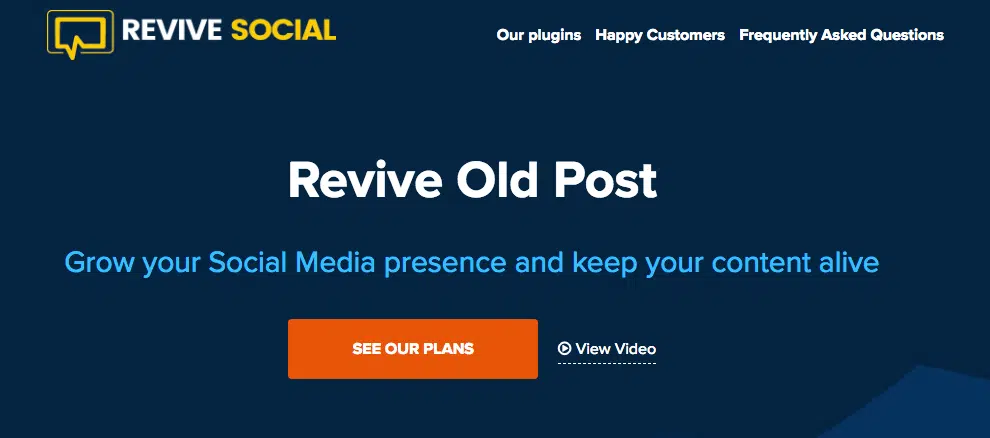 REVIVE SOCIAL
Our plugins Happy Customers Frequently Asked Questions
Revive Old Post
Grow your Social Media presence and keep your content alive
SEE OUR PLANS View Video